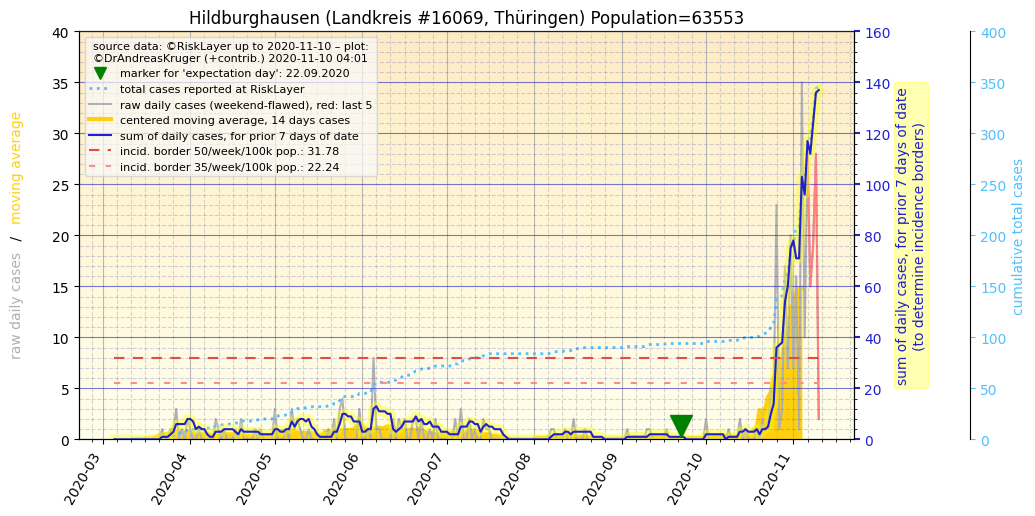 Hildburghausen (Landkreis #16069, Thüringen) Population=63553
source data: ©RiskLayer up to 2020-11-10 – plot:
©DrAndreasKruger (+contrib.) 2020-11-10 04:01
marker for 'expectation day': 22.09.2020
total cases reported at RiskLayer
raw daily cases (weekend-flawed), red: last 5
centered moving average, 14 days cases
sum of daily cases, for prior 7 days of date
incid. border 50/week/100k pop.: 31.78
incid. border 35/week/100k pop.: 22.24
raw daily cases / moving average
40
35
30
25
20
15
10
5
0
2020-03
2020-04
2020-05
2020-06
2020-07
2020-08
2020-09
2020-10
2020-11
160
140
120
100
80
60
40
20
0
sum of daily cases, for prior 7 days of date
(to determine incidence borders)
400
350
300
250
200
150
100
50
0
cumulative total cases